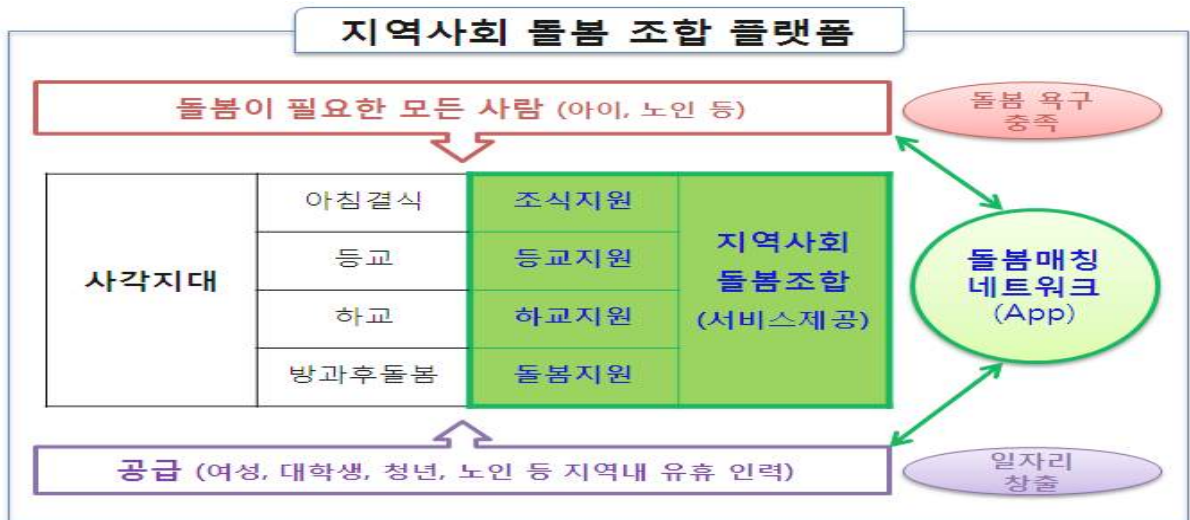 지역사회 돌봄 조합 플랫폼
돌봄이 필요한 모든 사람 (아이, 노인 등)
돌봄 욕구
충족
사각지대
아침결식
조식지원
등교
등교지원
하교
하교지원
방과후돌봄
돌봄지원
지역사회
돌봄조합
(서비스제공)
돌봄매칭
네트워크
(App)
공급 (여성, 대학생, 청년, 노인 등 지역내 유휴 인력)
일자리
창출